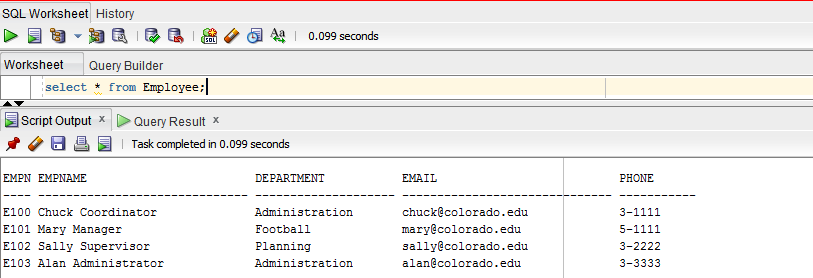 SQL Worksheet History
0.099 seconds
Worksheet Query Builder
select * from Employee;
Script Output x Query Result x
Task completed in 0.099 seconds
EMPN EMPNAME DEPARTMENT EMAIL PHONE
---- ------------------------------ -------------------- ------------------------------ -----------
E100 Chuck Coordinator Administration chuck@colorado.edu 3-1111
E101 Mary Manager Football mary@colorado.edu 5-1111
E102 Sally Supervisor Planning sally@colorado.edu 3-2222
E103 Alan Administrator Administration alan@colorado.edu 3-3333